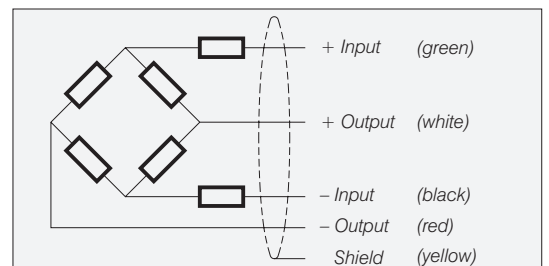 + Input (green)
+ Output (white)
– Input (black)
– Output (red)
Shield (yellow)